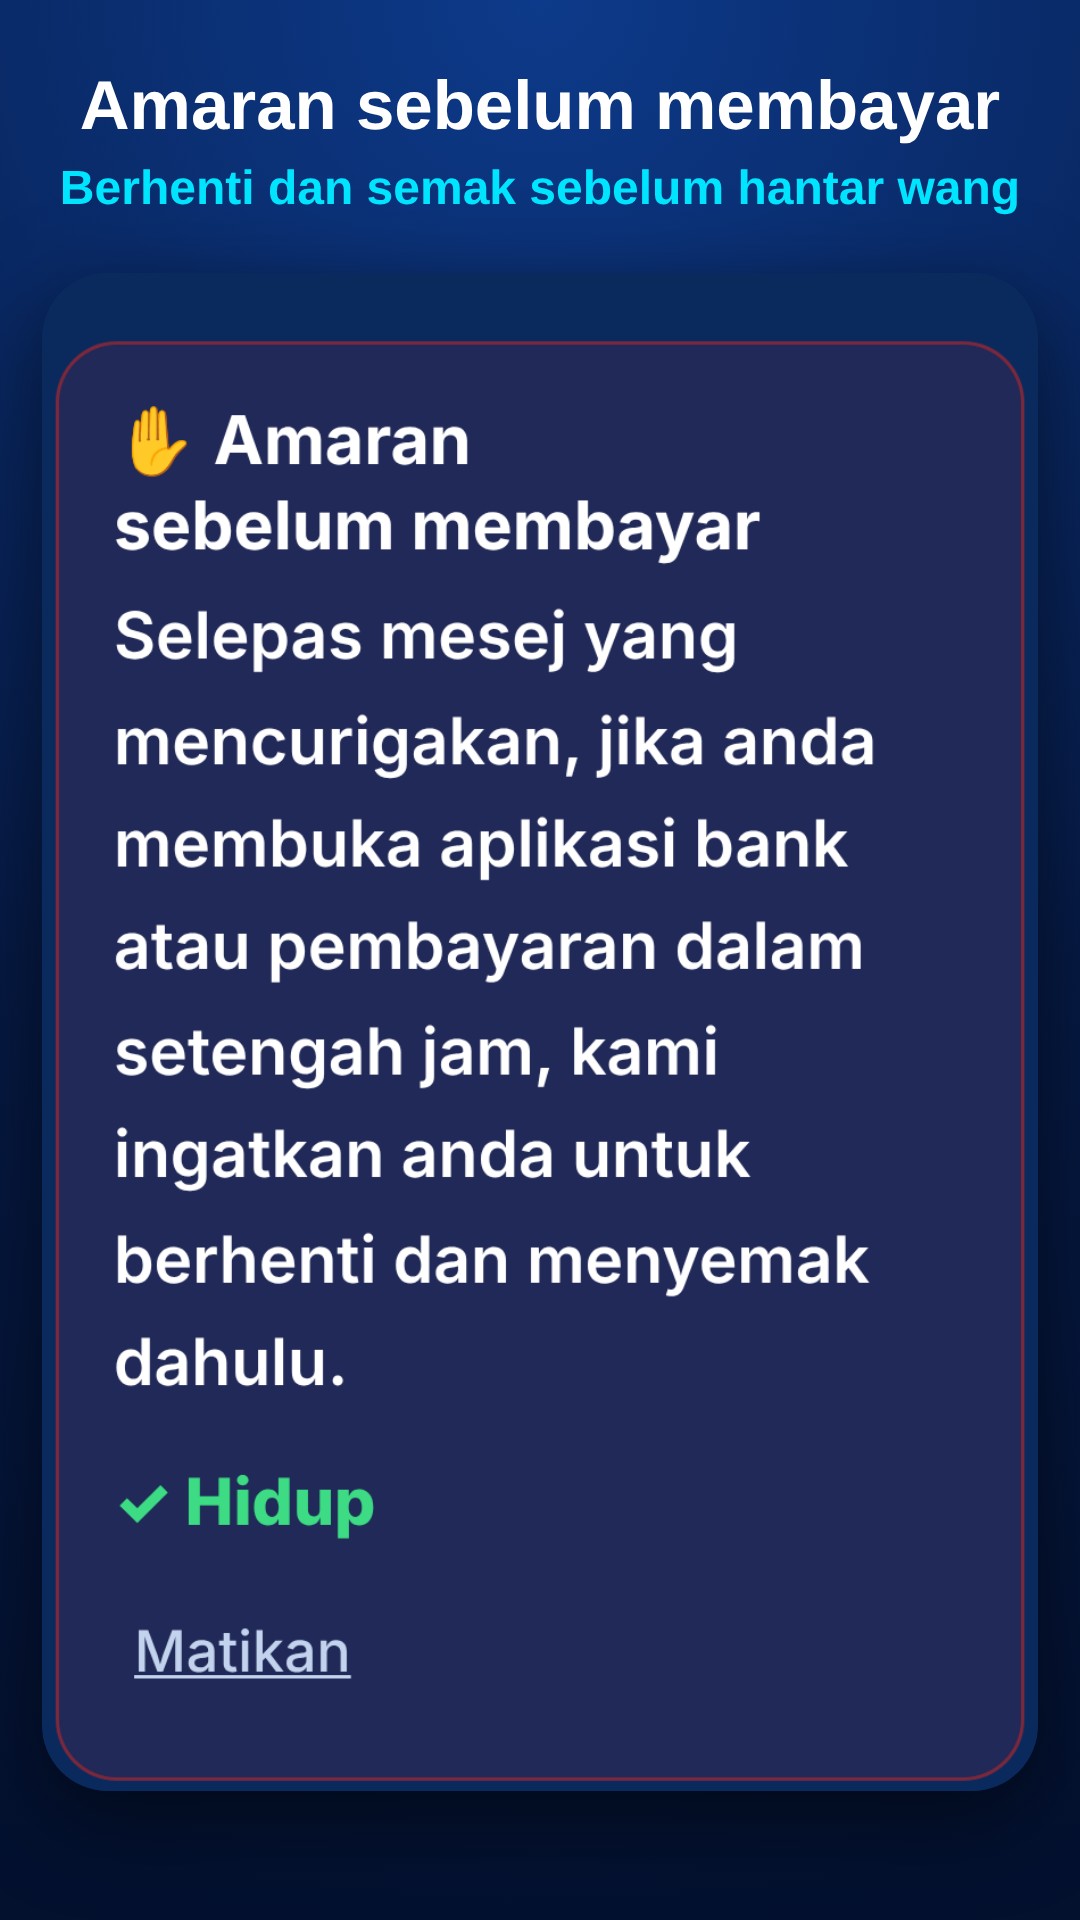 Amaran sebelum membayar
Berhenti dan semak sebelum hantar wang
✋ Amaran
sebelum membayar
Selepas mesej yang
mencurigakan, jika anda
membuka aplikasi bank
atau pembayaran dalam
setengah jam, kami
ingatkan anda untuk
berhenti dan menyemak
dahulu.
✓ Hidup
Matikan